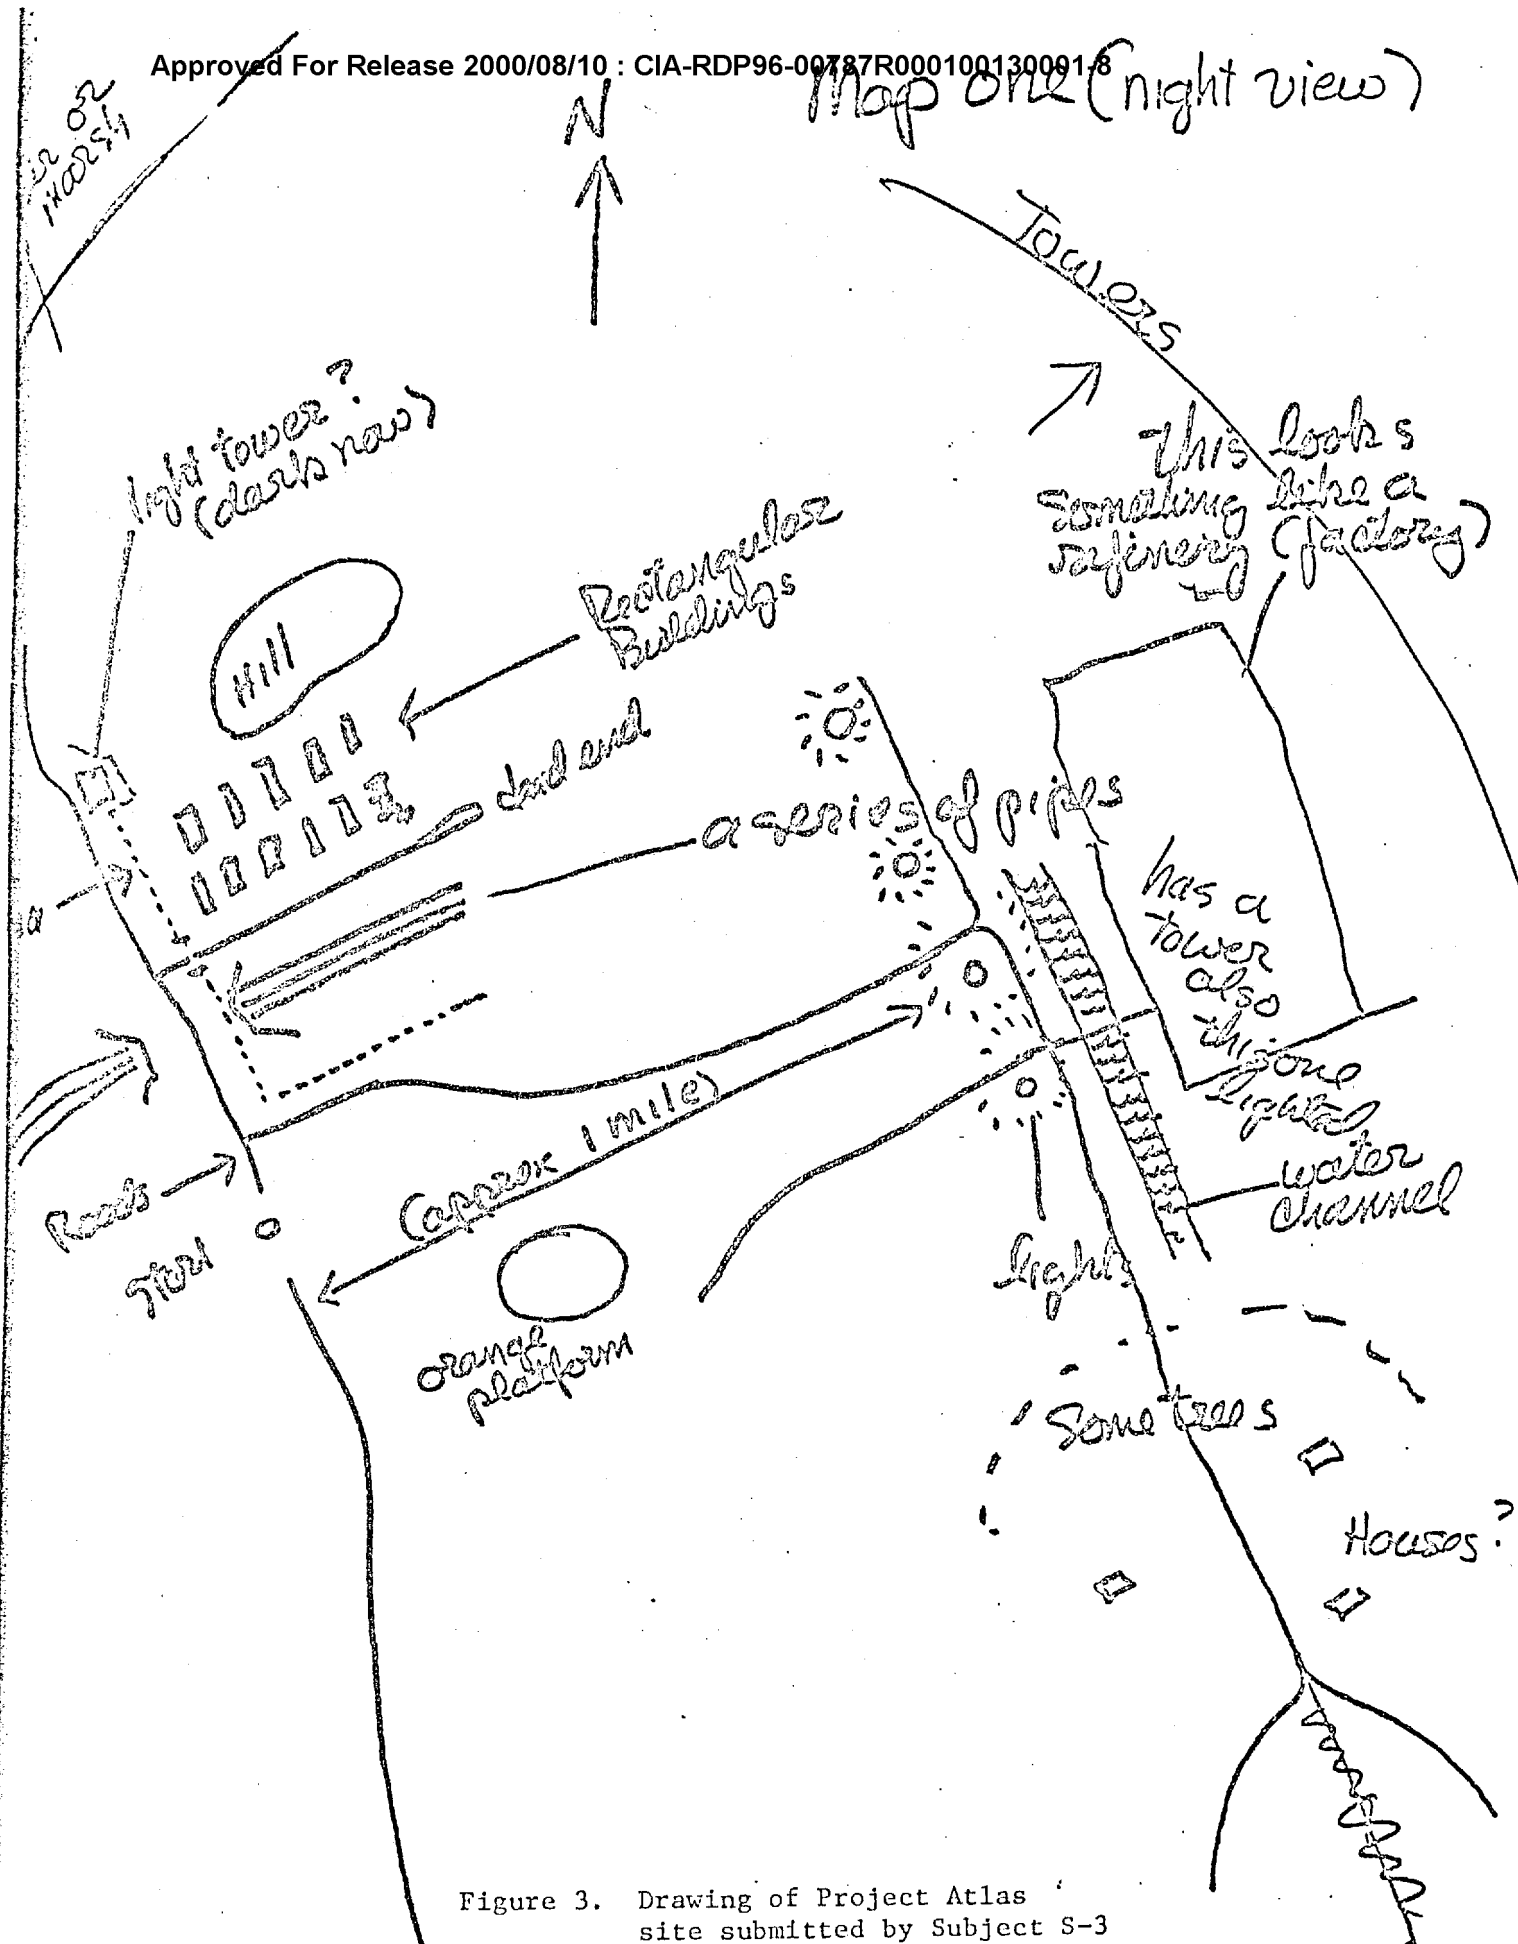 Approved For Release 2000/08/10 : CIA-RDP96-00787R000100130001-8
Map one (night view)
or
marsh
N
Towers
light tower?
(dark now)
This looks
something like a
rafinery (factory)
Rectangular
Buildings
Hill
dead end
a series of pipes
has a
tower
also
this one
lighted
a
(approx 1 mile)
water
channel
Roads
start
lights
orange
platform
Some trees
Houses?
Figure 3. Drawing of Project Atlas
site submitted by Subject S-3